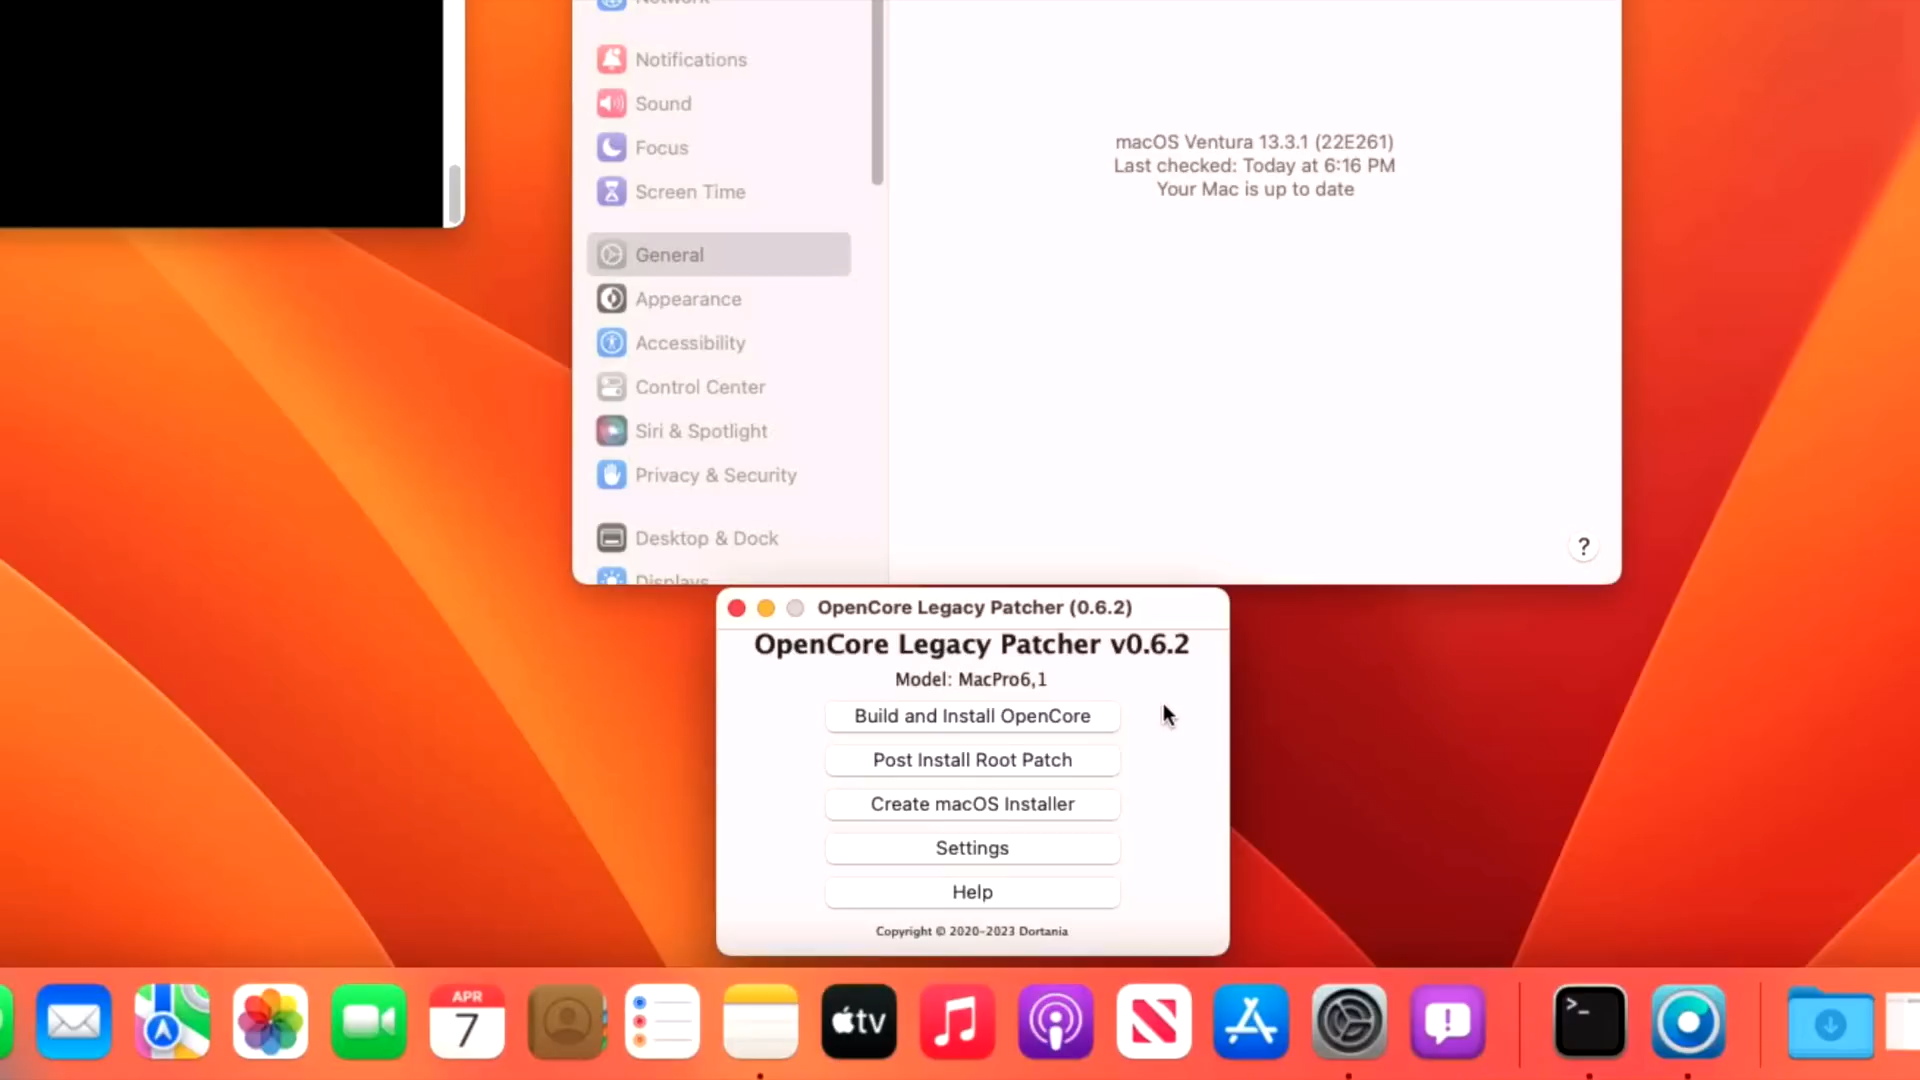 Network
Notifications
Sound
Focus
Screen Time
General
Appearance
Accessibility
Control Center
Siri & Spotlight
Privacy & Security
Desktop & Dock
Displays
macOS Ventura 13.3.1 (22E261)
Last checked: Today at 6:16 PM
Your Mac is up to date
?
OpenCore Legacy Patcher (0.6.2)
OpenCore Legacy Patcher v0.6.2
Model: MacPro6,1
Build and Install OpenCore
Post Install Root Patch
Create macOS Installer
Settings
Help
Copyright © 2020-2023 Dortania
APR
7
tv
>_